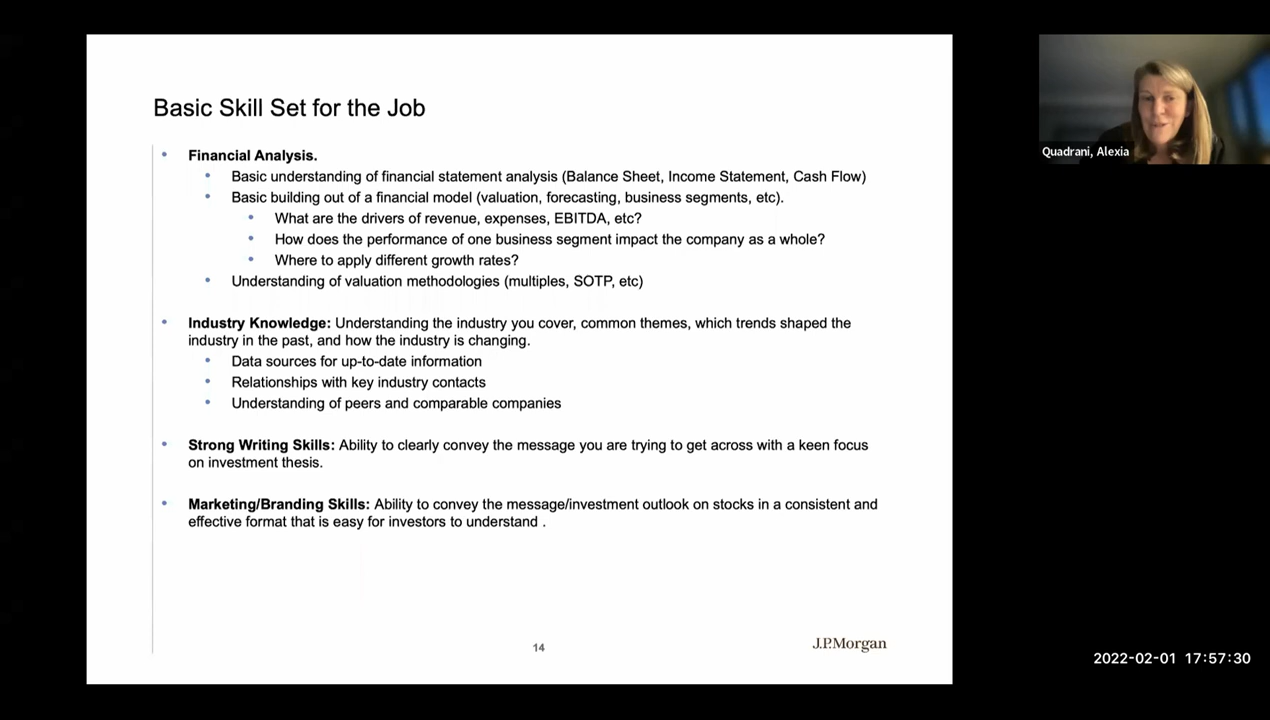 Basic Skill Set for the Job
• Financial Analysis.
• Basic understanding of financial statement analysis (Balance Sheet, Income Statement, Cash Flow)
• Basic building out of a financial model (valuation, forecasting, business segments, etc).
• What are the drivers of revenue, expenses, EBITDA, etc?
• How does the performance of one business segment impact the company as a whole?
• Where to apply different growth rates?
• Understanding of valuation methodologies (multiples, SOTP, etc)
• Industry Knowledge: Understanding the industry you cover, common themes, which trends shaped the
industry in the past, and how the industry is changing.
• Data sources for up-to-date information
• Relationships with key industry contacts
• Understanding of peers and comparable companies
• Strong Writing Skills: Ability to clearly convey the message you are trying to get across with a keen focus
on investment thesis.
• Marketing/Branding Skills: Ability to convey the message/investment outlook on stocks in a consistent and
effective format that is easy for investors to understand .
14
J.P.Morgan
Quadrani, Alexia
2022-02-01 17:57:30